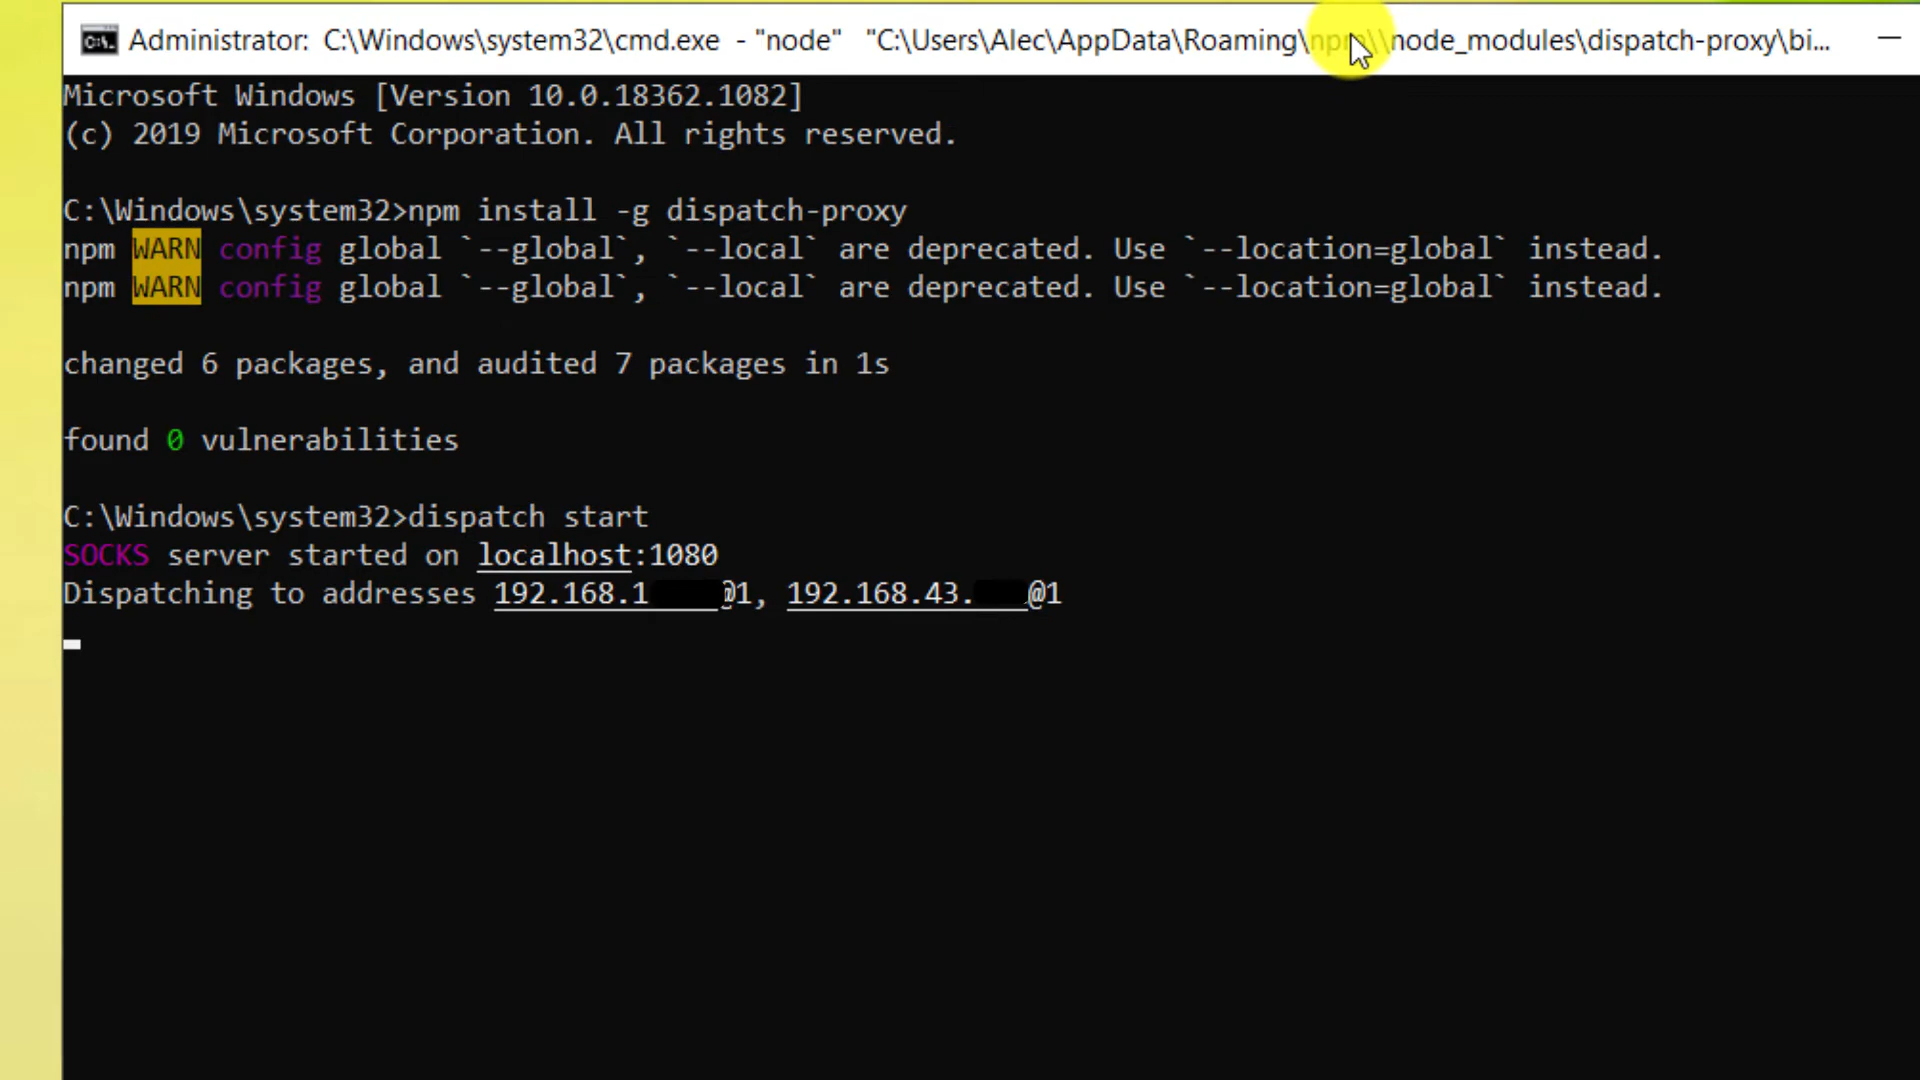 Administrator: C:\Windows\system32\cmd.exe - "node" "C:\Users\Alec\AppData\Roaming\npm\\node_modules\dispatch-proxy\bi...
Microsoft Windows [Version 10.0.18362.1082]
(c) 2019 Microsoft Corporation. All rights reserved.
C:\Windows\system32>npm install -g dispatch-proxy
npm WARN config global `--global`, `--local` are deprecated. Use `--location=global` instead.
npm WARN config global `--global`, `--local` are deprecated. Use `--location=global` instead.
changed 6 packages, and audited 7 packages in 1s
found 0 vulnerabilities
C:\Windows\system32>dispatch start
SOCKS server started on localhost:1080
Dispatching to addresses 192.168.1 @1, 192.168.43. @1